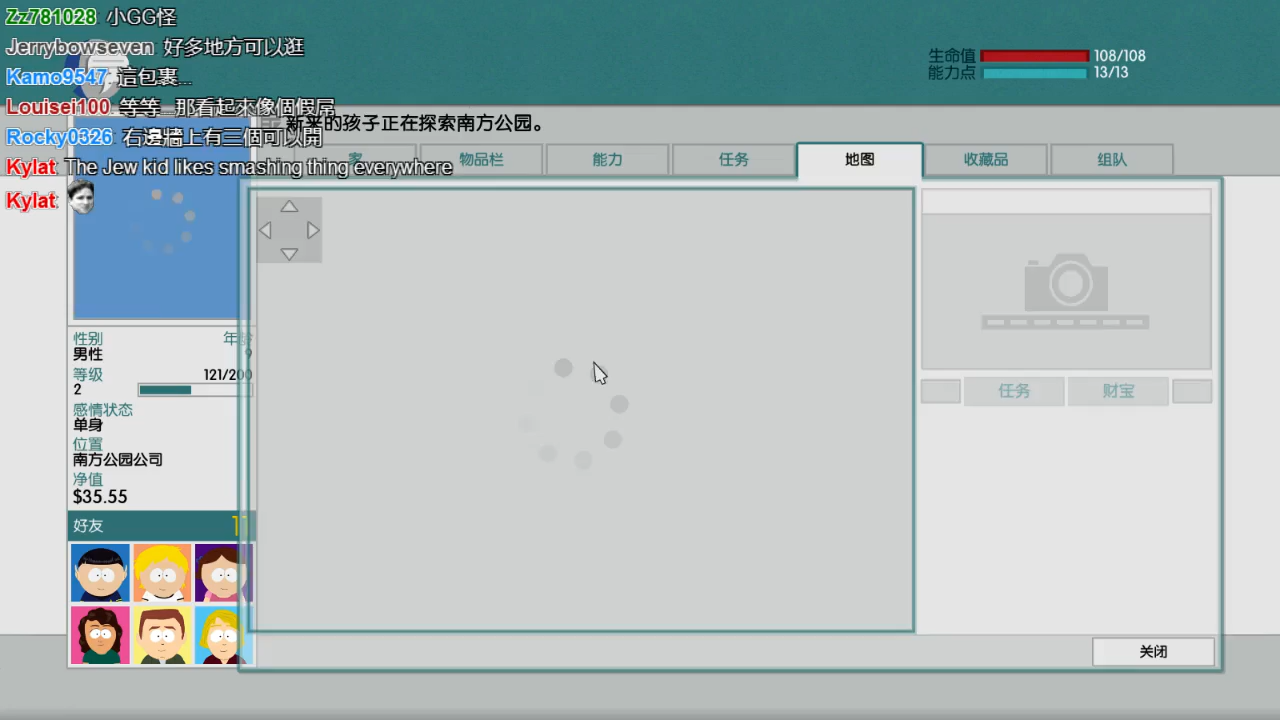 Zz781028: 小GG怪
Jerrybowseven: 好多地方可以逛
Kamo9547: 這包裹...
Louisei100: 等等...那看起來像個假屌
Rocky0326: 右邊牆上有三個可以開
Kylat: The Jew kid likes smashing thing everywhere
Kylat:
生命值 108/108
能力点 13/13
新来的孩子正在探索南方公园。
家 物品栏 能力 任务 地图 收藏品 组队
性别 年龄
男性 9
等级 121/200
2
感情状态
单身
位置
南方公园公司
净值
$35.55
好友 11
任务 财宝
关闭